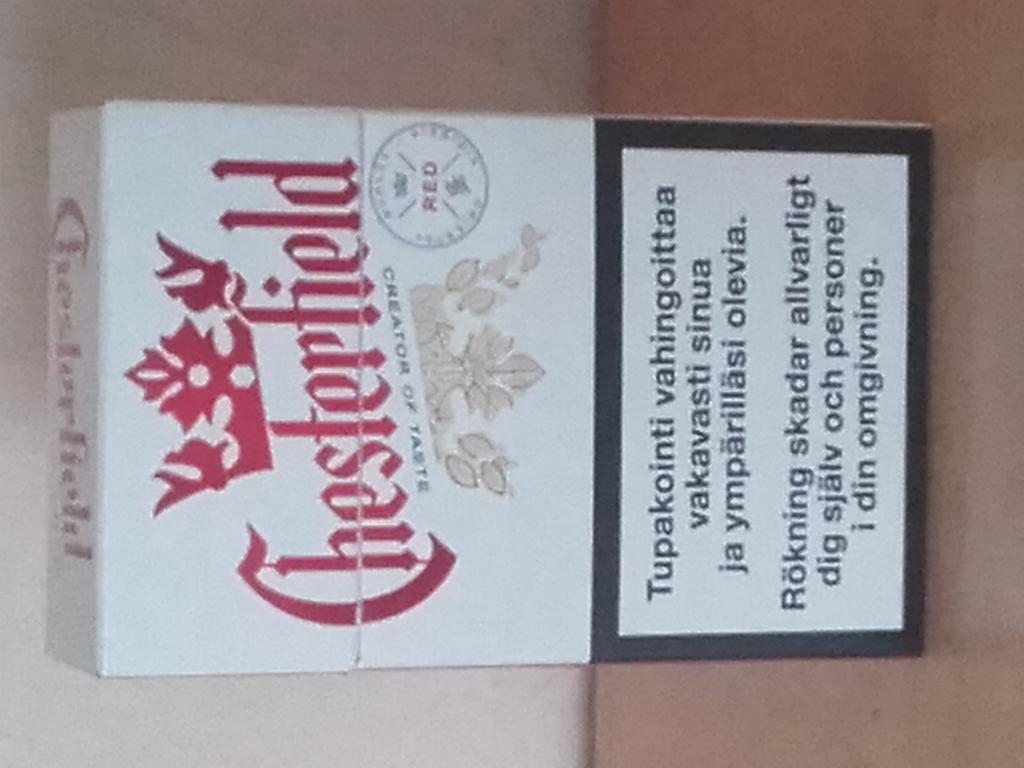 Chesterfield
Chesterfield
CREATOR OF TASTE
RED
Tupakointi vahingoittaa
vakavasti sinua
ja ympärilläsi olevia.
Rökning skadar allvarligt
dig själv och personer
i din omgivning.